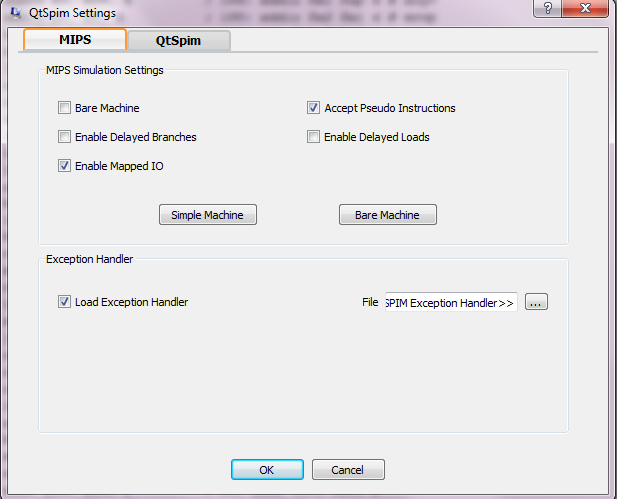 QtSpim Settings
MIPS QtSpim
MIPS Simulation Settings
Bare Machine Accept Pseudo Instructions
Enable Delayed Branches Enable Delayed Loads
Enable Mapped IO
Simple Machine Bare Machine
Exception Handler
Load Exception Handler File SPIM Exception Handler>> ...
OK Cancel